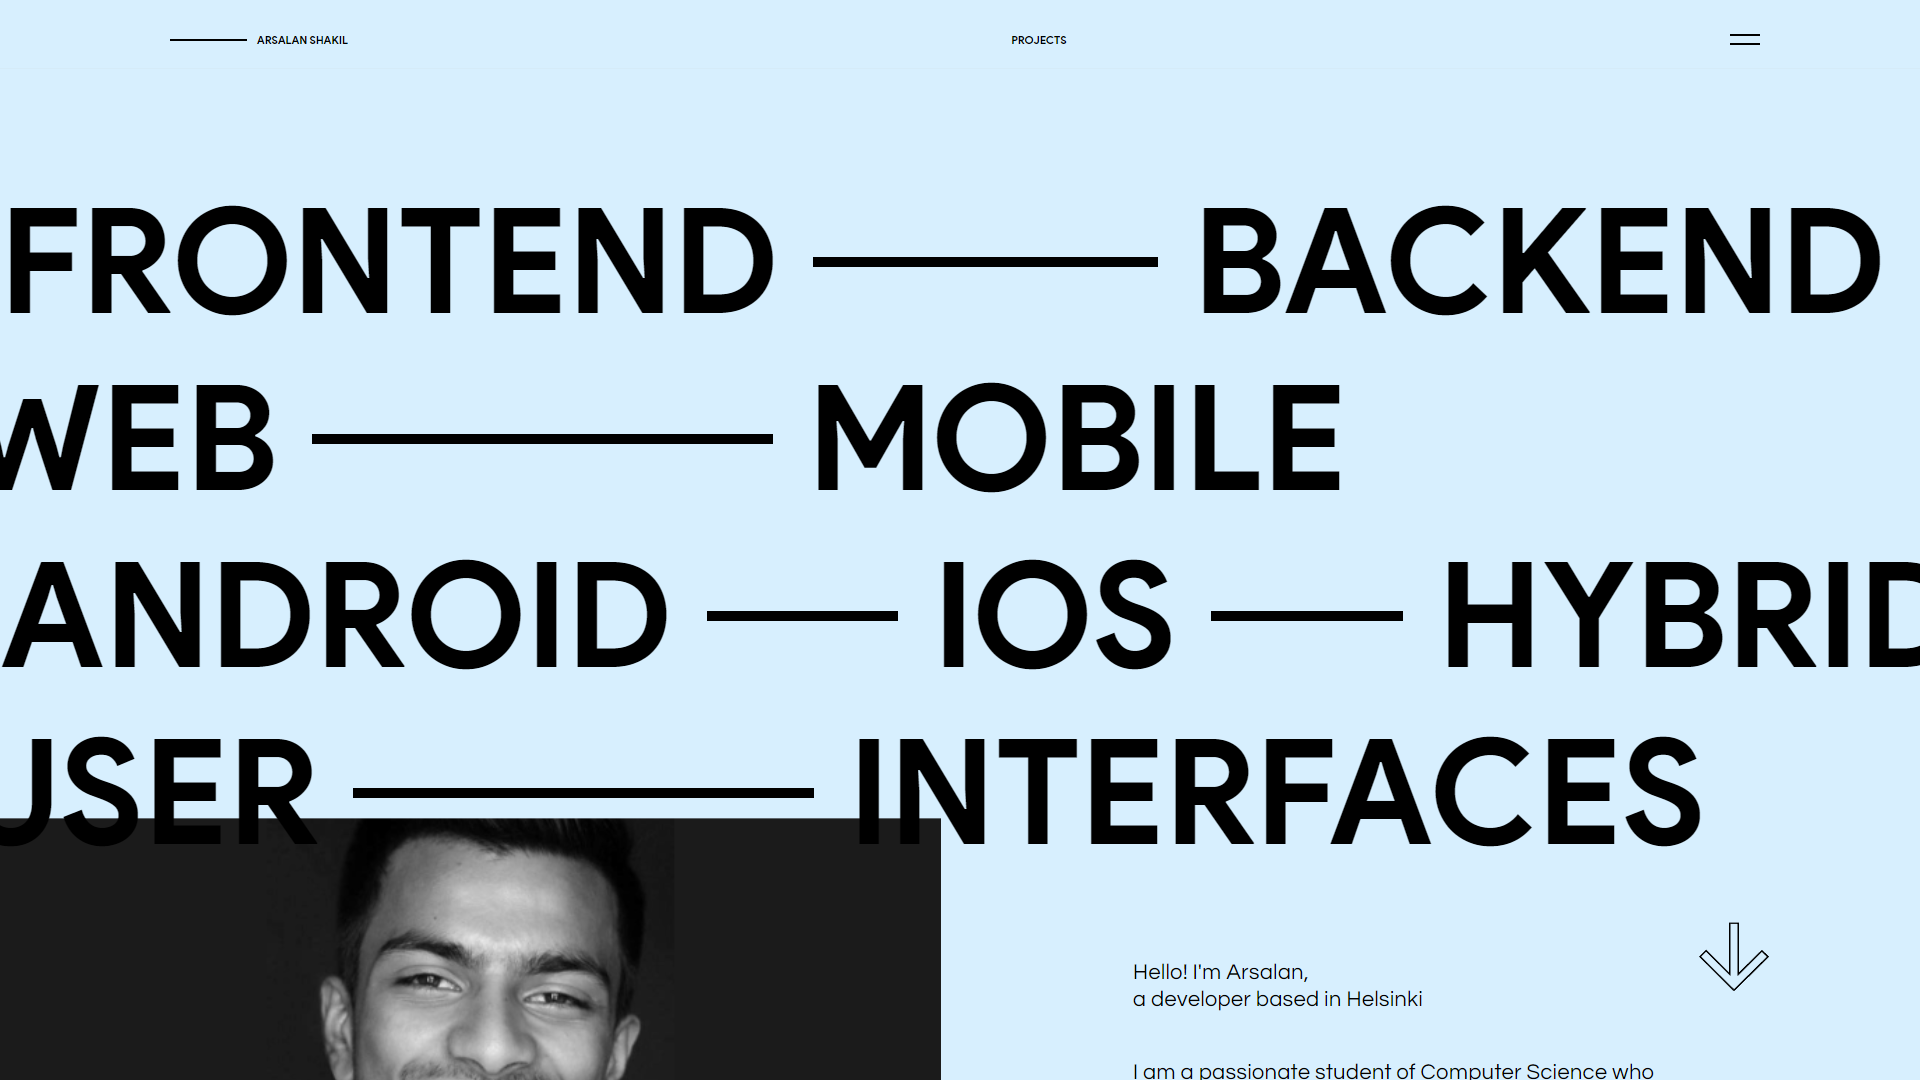 ARSALAN SHAKIL
PROJECTS
FRONTEND BACKEND
WEB MOBILE
ANDROID IOS HYBRID
USER INTERFACES
Hello! I'm Arsalan,
a developer based in Helsinki
I am a passionate student of Computer Science who